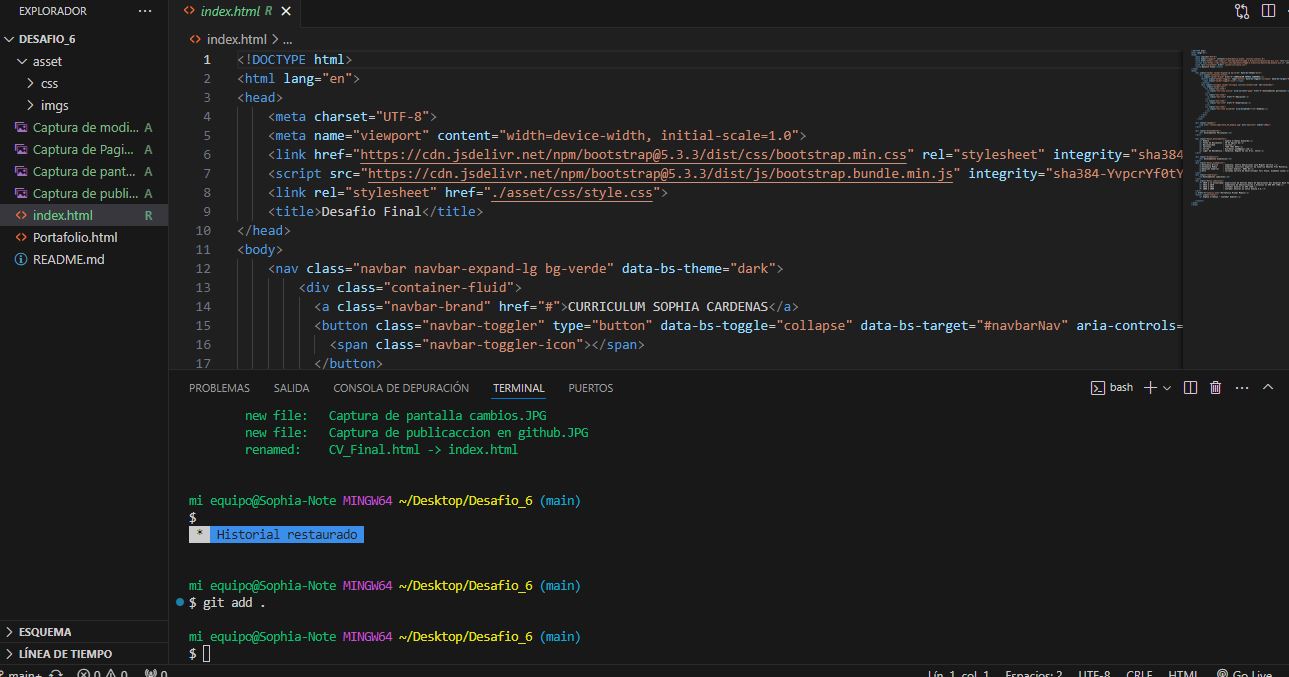 EXPLORADOR ···
DESAFIO_6
asset
css
imgs
Captura de modi... A
Captura de Pagi... A
Captura de pant... A
Captura de publi... A
index.html R
Portafolio.html
README.md
ESQUEMA
LÍNEA DE TIEMPO
index.html R
index.html > ...
1 <!DOCTYPE html>
2 <html lang="en">
3 <head>
4 <meta charset="UTF-8">
5 <meta name="viewport" content="width=device-width, initial-scale=1.0">
6 <link href="https://cdn.jsdelivr.net/npm/bootstrap@5.3.3/dist/css/bootstrap.min.css" rel="stylesheet" integrity="sha384
7 <script src="https://cdn.jsdelivr.net/npm/bootstrap@5.3.3/dist/js/bootstrap.bundle.min.js" integrity="sha384-YvpcrYf0tY
8 <link rel="stylesheet" href="./asset/css/style.css">
9 <title>Desafio Final</title>
10 </head>
11 <body>
12 <nav class="navbar navbar-expand-lg bg-verde" data-bs-theme="dark">
13 <div class="container-fluid">
14 <a class="navbar-brand" href="#">CURRICULUM SOPHIA CARDENAS</a>
15 <button class="navbar-toggler" type="button" data-bs-toggle="collapse" data-bs-target="#navbarNav" aria-controls=
16 <span class="navbar-toggler-icon"></span>
17 </button>
PROBLEMAS SALIDA CONSOLA DE DEPURACIÓN TERMINAL PUERTOS bash
new file: Captura de pantalla cambios.JPG
new file: Captura de publicaccion en github.JPG
renamed: CV_Final.html -> index.html
mi equipo@Sophia-Note MINGW64 ~/Desktop/Desafio_6 (main)
$
* Historial restaurado
mi equipo@Sophia-Note MINGW64 ~/Desktop/Desafio_6 (main)
$ git add .
mi equipo@Sophia-Note MINGW64 ~/Desktop/Desafio_6 (main)
$
main+ 0 0 0 Lín. 1, col. 1 Espacios: 2 UTF-8 CRLF HTML Go Live